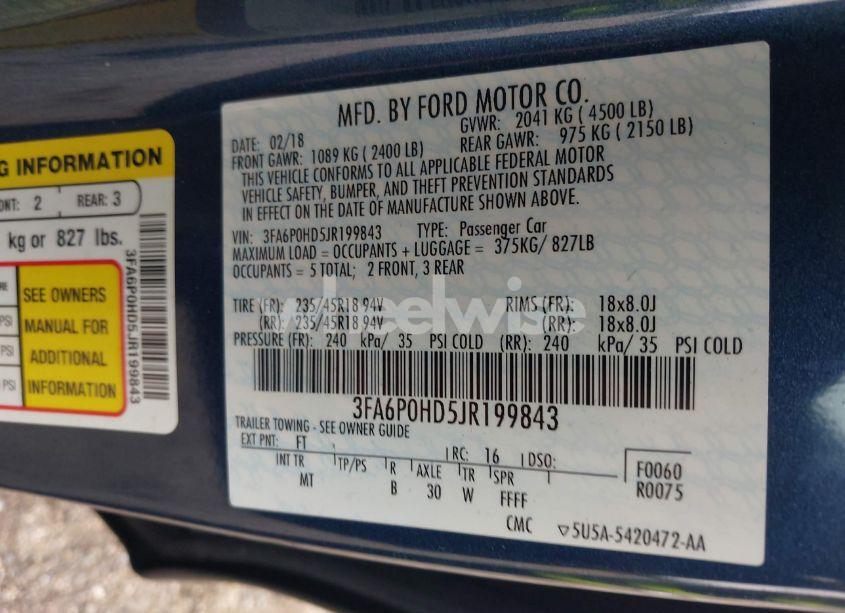 MFD. BY FORD MOTOR CO.
DATE: 02/18
GVWR: 2041 KG ( 4500 LB)
FRONT GAWR: 1089 KG ( 2400 LB)
REAR GAWR: 975 KG ( 2150 LB)
THIS VEHICLE CONFORMS TO ALL APPLICABLE FEDERAL MOTOR
VEHICLE SAFETY, BUMPER, AND THEFT PREVENTION STANDARDS
IN EFFECT ON THE DATE OF MANUFACTURE SHOWN ABOVE.
VIN: 3FA6P0HD5JR199843 TYPE: Passenger Car
MAXIMUM LOAD = OCCUPANTS + LUGGAGE = 375KG/ 827LB
OCCUPANTS = 5 TOTAL; 2 FRONT, 3 REAR
TIRE (FR): 235/45R18 94V RIMS (FR): 18x8.0J
(RR): 235/45R18 94V (RR): 18x8.0J
PRESSURE (FR): 240 kPa/ 35 PSI COLD (RR): 240 kPa/ 35 PSI COLD
3FA6P0HD5JR199843
TRAILER TOWING - SEE OWNER GUIDE
EXT PNT: FT RC: 16 DSO:
INT TR TP/PS R AXLE TR SPR
MT B 30 W FFFF
F0060
R0075
CMC ▽5U5A-5420472-AA
G INFORMATION
NT: 2 REAR: 3
kg or 827 lbs.
SEE OWNERS
MANUAL FOR
ADDITIONAL
INFORMATION
RE
PSI
PSI
PSI
3FA6P0HD5JR199843
wheelwise